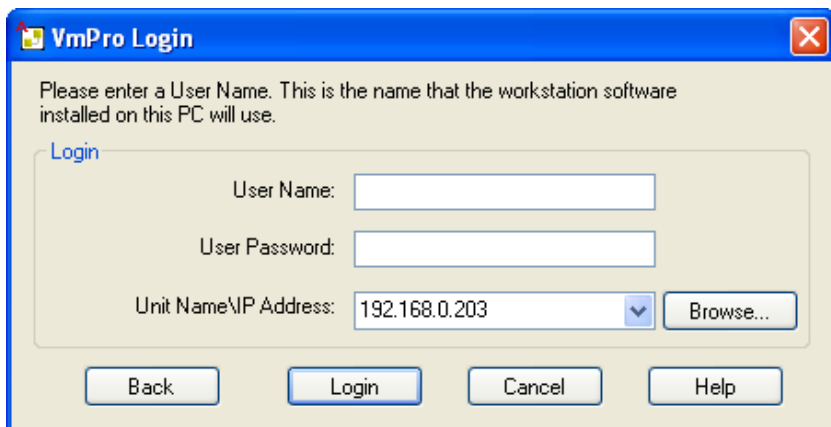 VmPro Login
Please enter a User Name. This is the name that the workstation software
installed on this PC will use.
Login
User Name:
User Password:
Unit Name\IP Address: 192.168.0.203 Browse...
Back Login Cancel Help